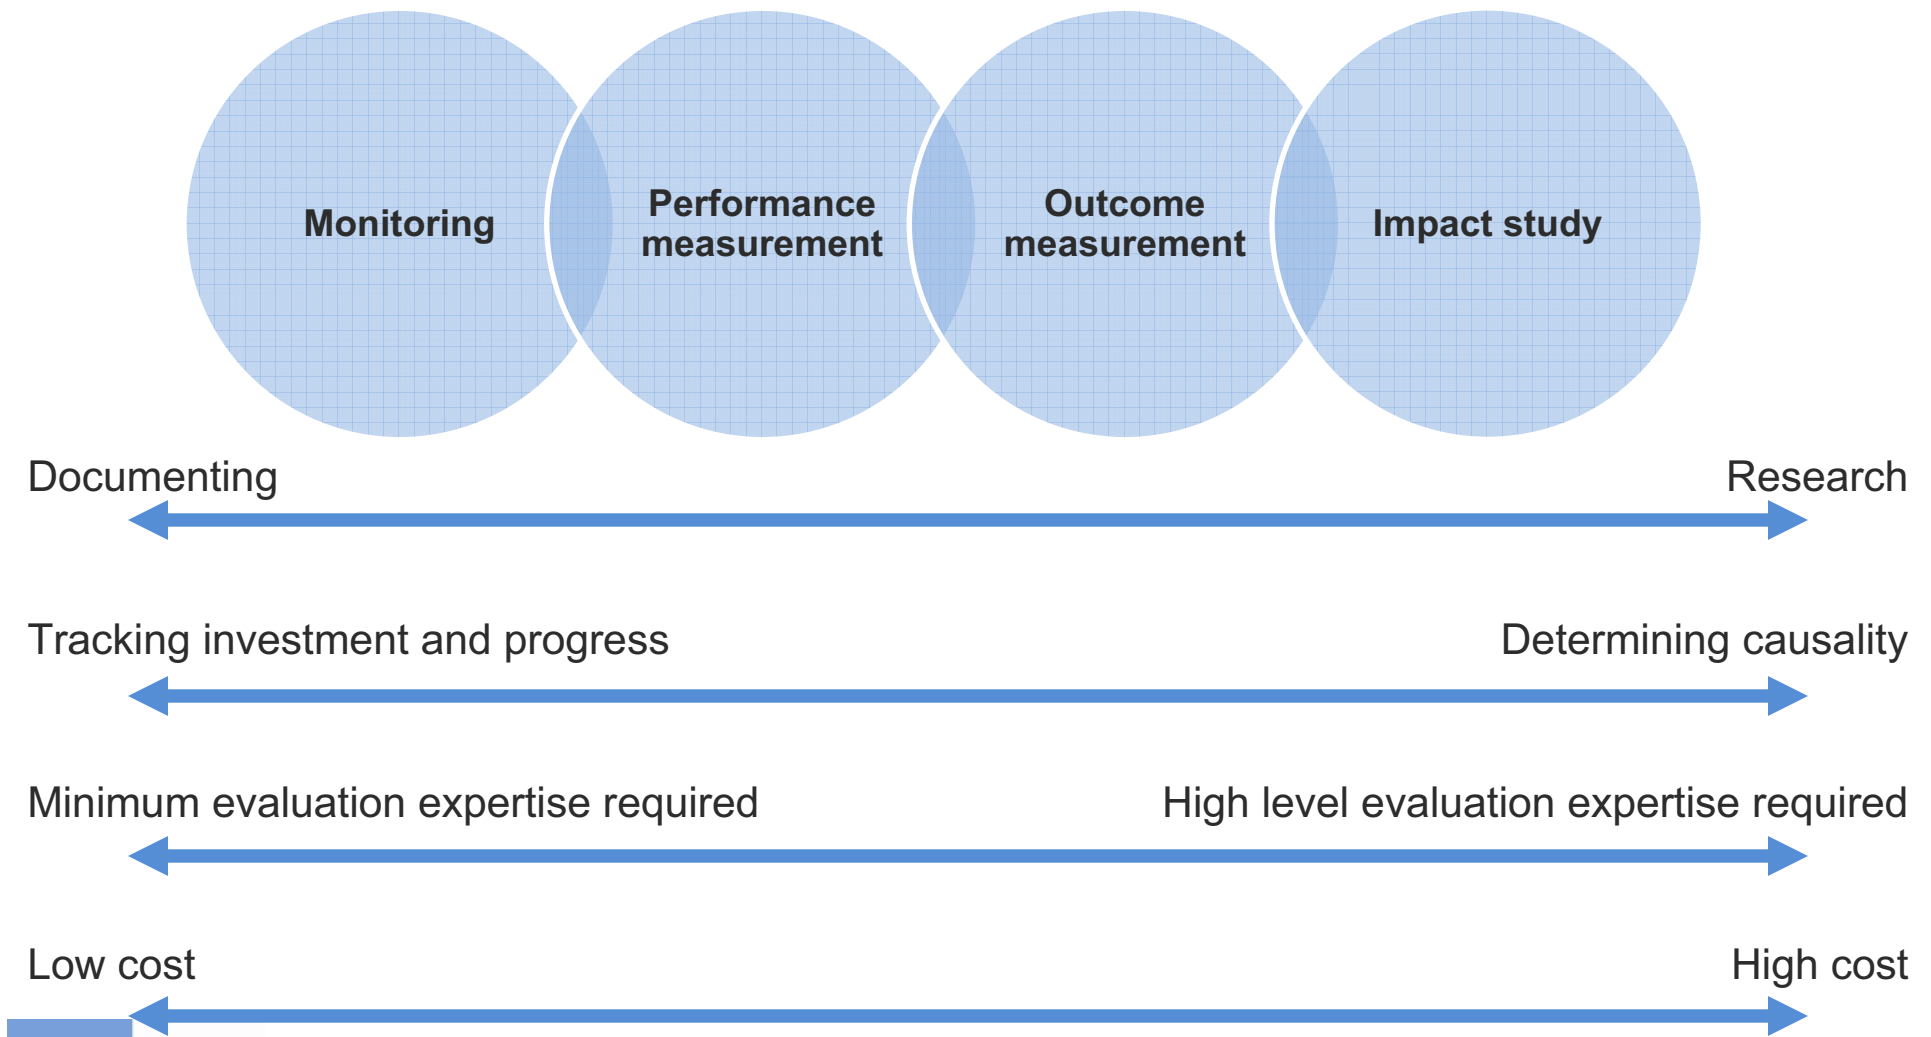 Monitoring
Performance
measurement
Outcome
measurement
Impact study
Documenting
Research
Tracking investment and progress
Determining causality
Minimum evaluation expertise required
High level evaluation expertise required
Low cost
High cost